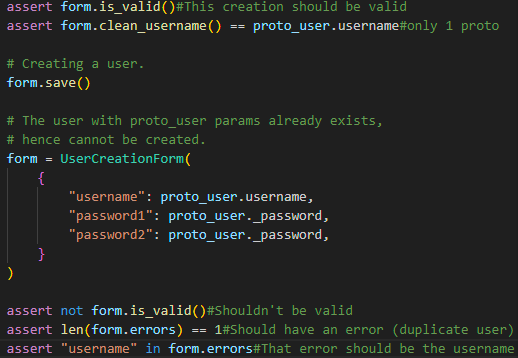 assert form.is_valid()#This creation should be valid
assert form.clean_username() == proto_user.username#only 1 proto
# Creating a user.
form.save()
# The user with proto_user params already exists,
# hence cannot be created.
form = UserCreationForm(
{
"username": proto_user.username,
"password1": proto_user._password,
"password2": proto_user._password,
}
)
assert not form.is_valid()#Shouldn't be valid
assert len(form.errors) == 1#Should have an error (duplicate user)
assert "username" in form.errors#That error should be the username